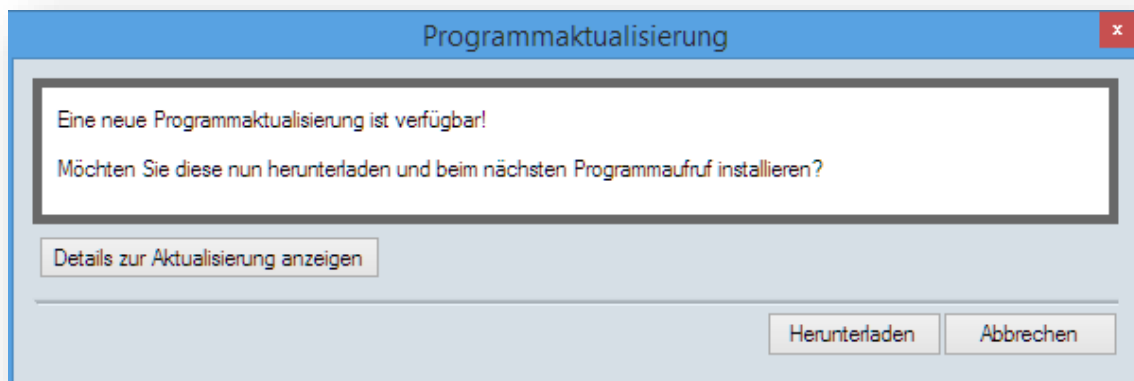 Programmaktualisierung
x
Eine neue Programmaktualisierung ist verfügbar!
Möchten Sie diese nun herunterladen und beim nächsten Programmaufruf installieren?
Details zur Aktualisierung anzeigen
Herunterladen
Abbrechen